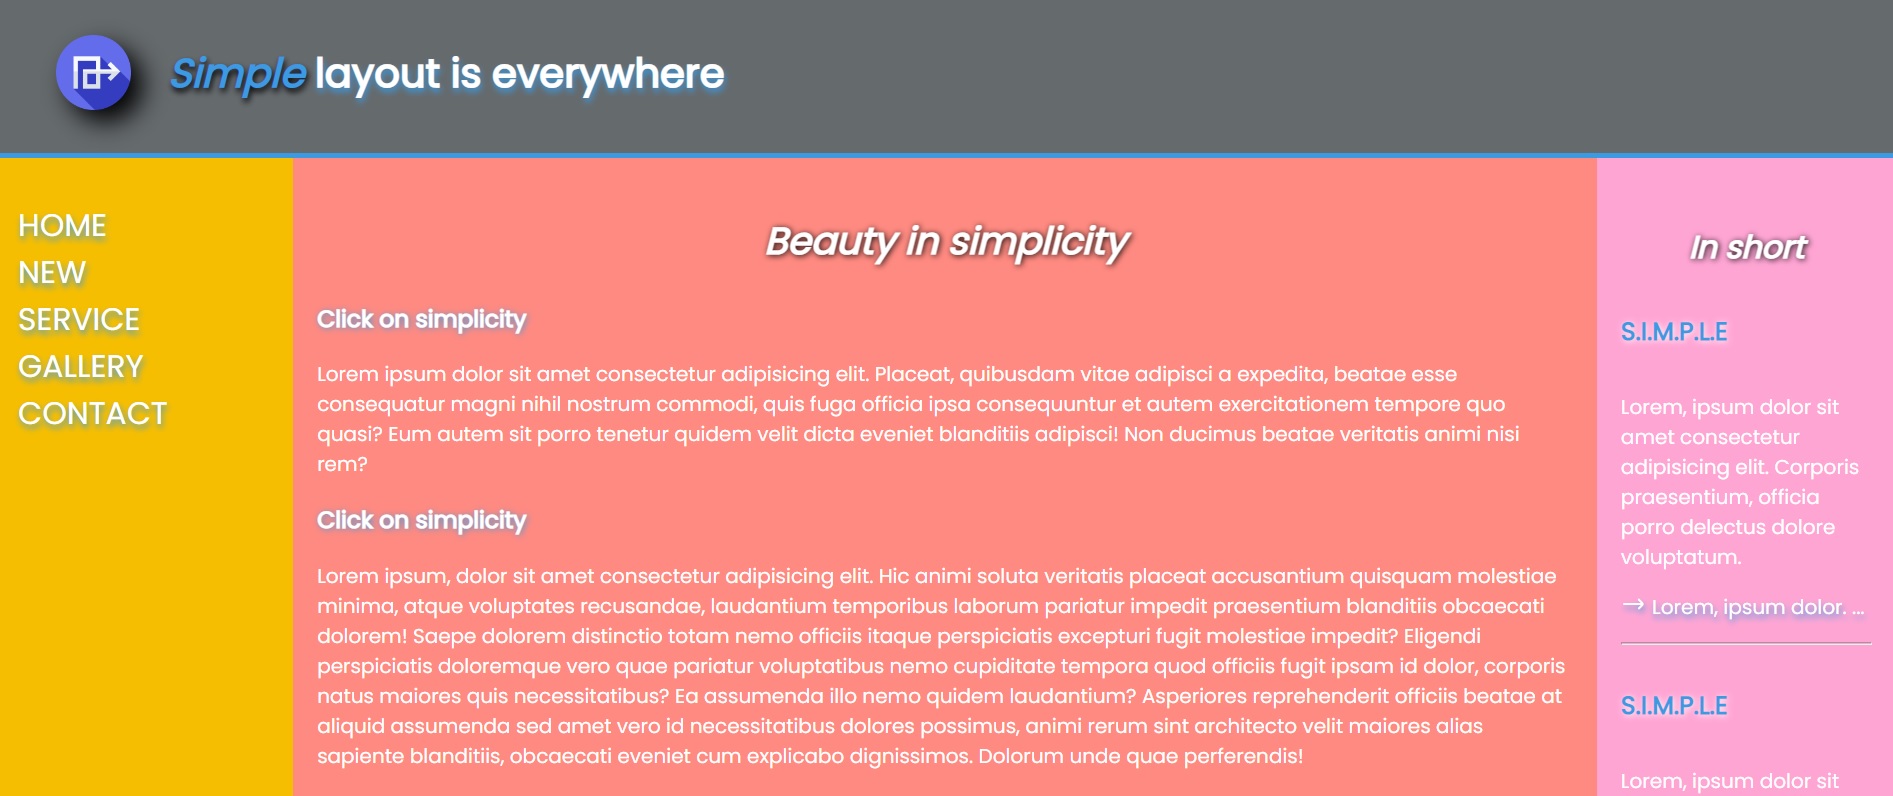 Simple layout is everywhere
HOME
NEW
SERVICE
GALLERY
CONTACT
Beauty in simplicity
Click on simplicity
Lorem ipsum dolor sit amet consectetur adipisicing elit. Placeat, quibusdam vitae adipisci a expedita, beatae esse
consequatur magni nihil nostrum commodi, quis fuga officia ipsa consequuntur et autem exercitationem tempore quo
quasi? Eum autem sit porro tenetur quidem velit dicta eveniet blanditiis adipisci! Non ducimus beatae veritatis animi nisi
rem?
Click on simplicity
Lorem ipsum, dolor sit amet consectetur adipisicing elit. Hic animi soluta veritatis placeat accusantium quisquam molestiae
minima, atque voluptates recusandae, laudantium temporibus laborum pariatur impedit praesentium blanditiis obcaecati
dolorem! Saepe dolorem distinctio totam nemo officiis itaque perspiciatis excepturi fugit molestiae impedit? Eligendi
perspiciatis doloremque vero quae pariatur voluptatibus nemo cupiditate tempora quod officiis fugit ipsam id dolor, corporis
natus maiores quis necessitatibus? Ea assumenda illo nemo quidem laudantium? Asperiores reprehenderit officiis beatae at
aliquid assumenda sed amet vero id necessitatibus dolores possimus, animi rerum sint architecto velit maiores alias
sapiente blanditiis, obcaecati eveniet cum explicabo dignissimos. Dolorum unde quae perferendis!
In short
S.I.M.P.L.E
Lorem, ipsum dolor sit
amet consectetur
adipisicing elit. Corporis
praesentium, officia
porro delectus dolore
voluptatum.
→ Lorem, ipsum dolor. ...
S.I.M.P.L.E
Lorem, ipsum dolor sit